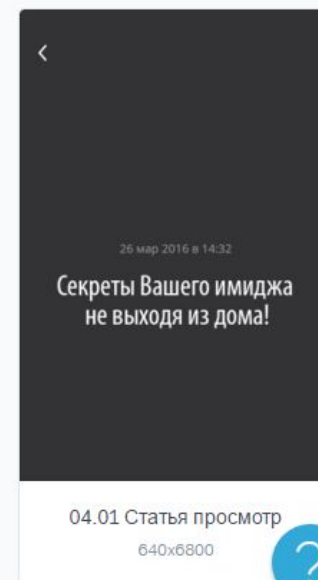 26 мар 2016 в 14:32
Секреты Вашего имиджа
не выходя из дома!
04.01 Статья просмотр
640x6800
?